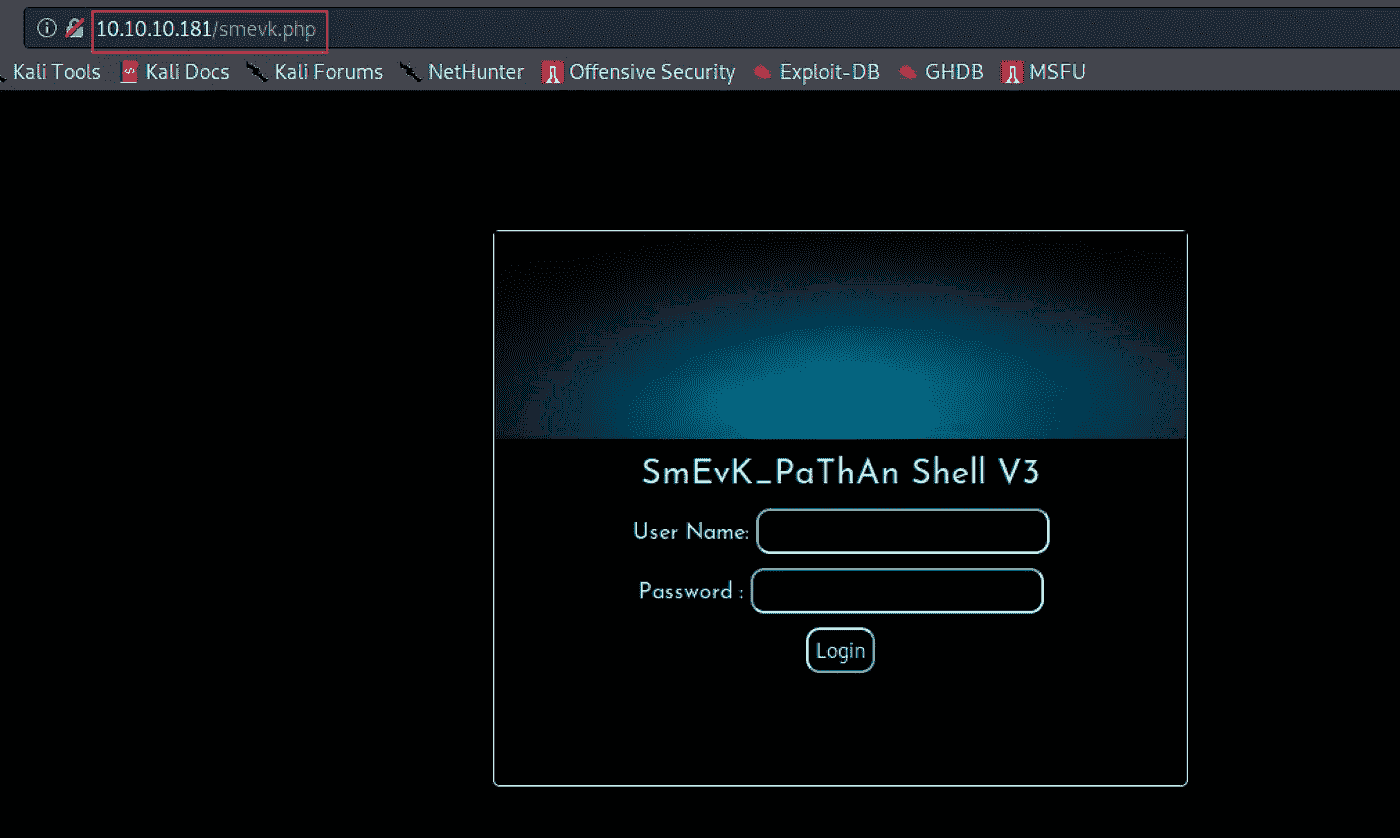 10.10.10.181/smevk.php
Kali Tools Kali Docs Kali Forums NetHunter Offensive Security Exploit-DB GHDB MSFU
SmEvK_PaThAn Shell V3
User Name:
Password :
Login